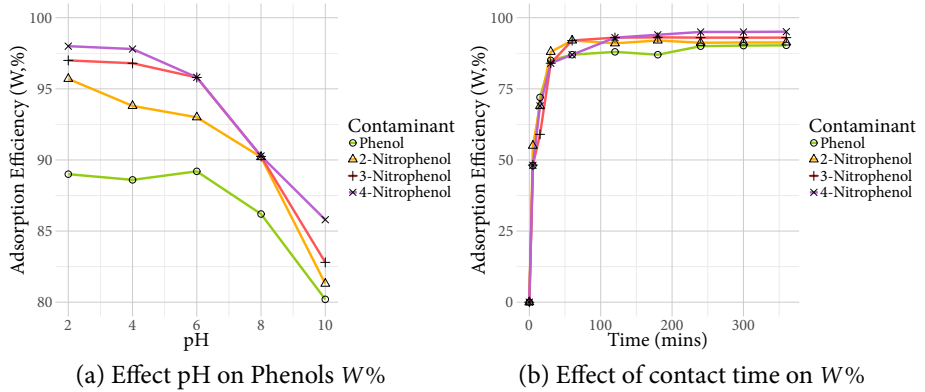 100
95
90
85
80
Adsorption Efficiency (W,%)
2 4 6 8 10
pH
Contaminant
Phenol
2-Nitrophenol
3-Nitrophenol
4-Nitrophenol
(a) Effect pH on Phenols W%
100
75
50
25
0
Adsorption Efficiency (W,%)
0 100 200 300
Time (mins)
Contaminant
Phenol
2-Nitrophenol
3-Nitrophenol
4-Nitrophenol
(b) Effect of contact time on W%